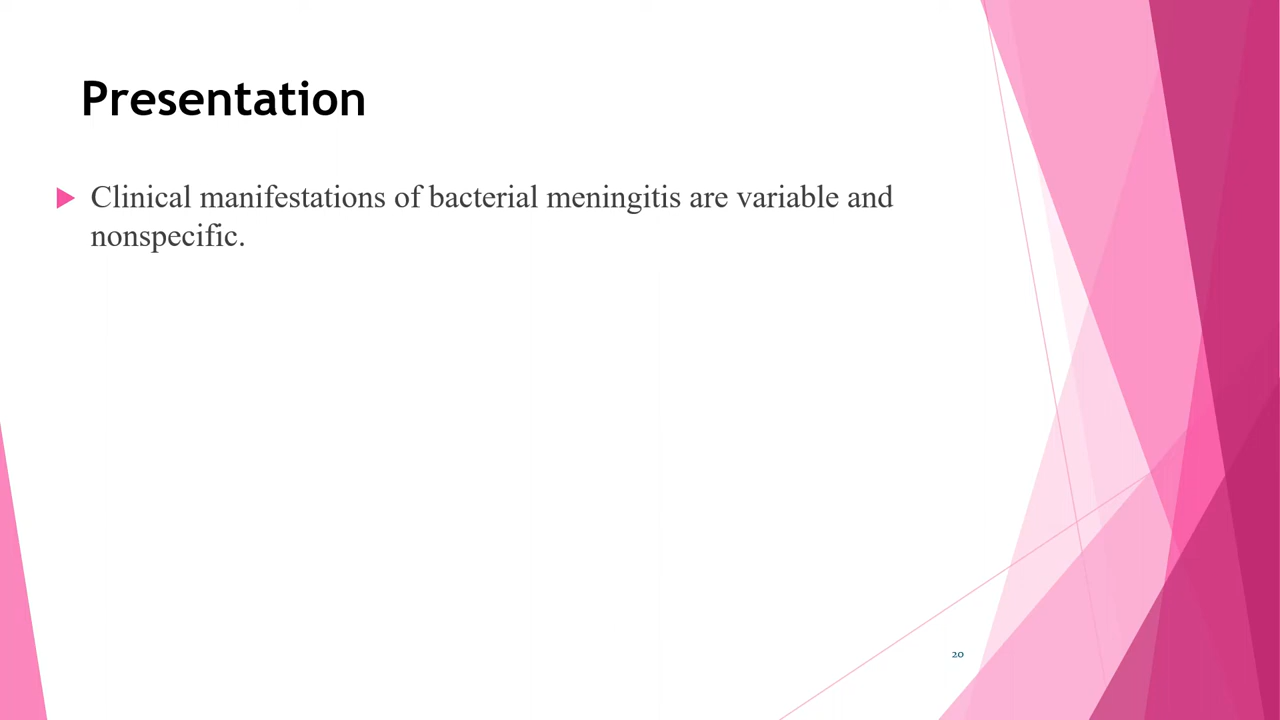 Presentation
Clinical manifestations of bacterial meningitis are variable and
nonspecific.
20